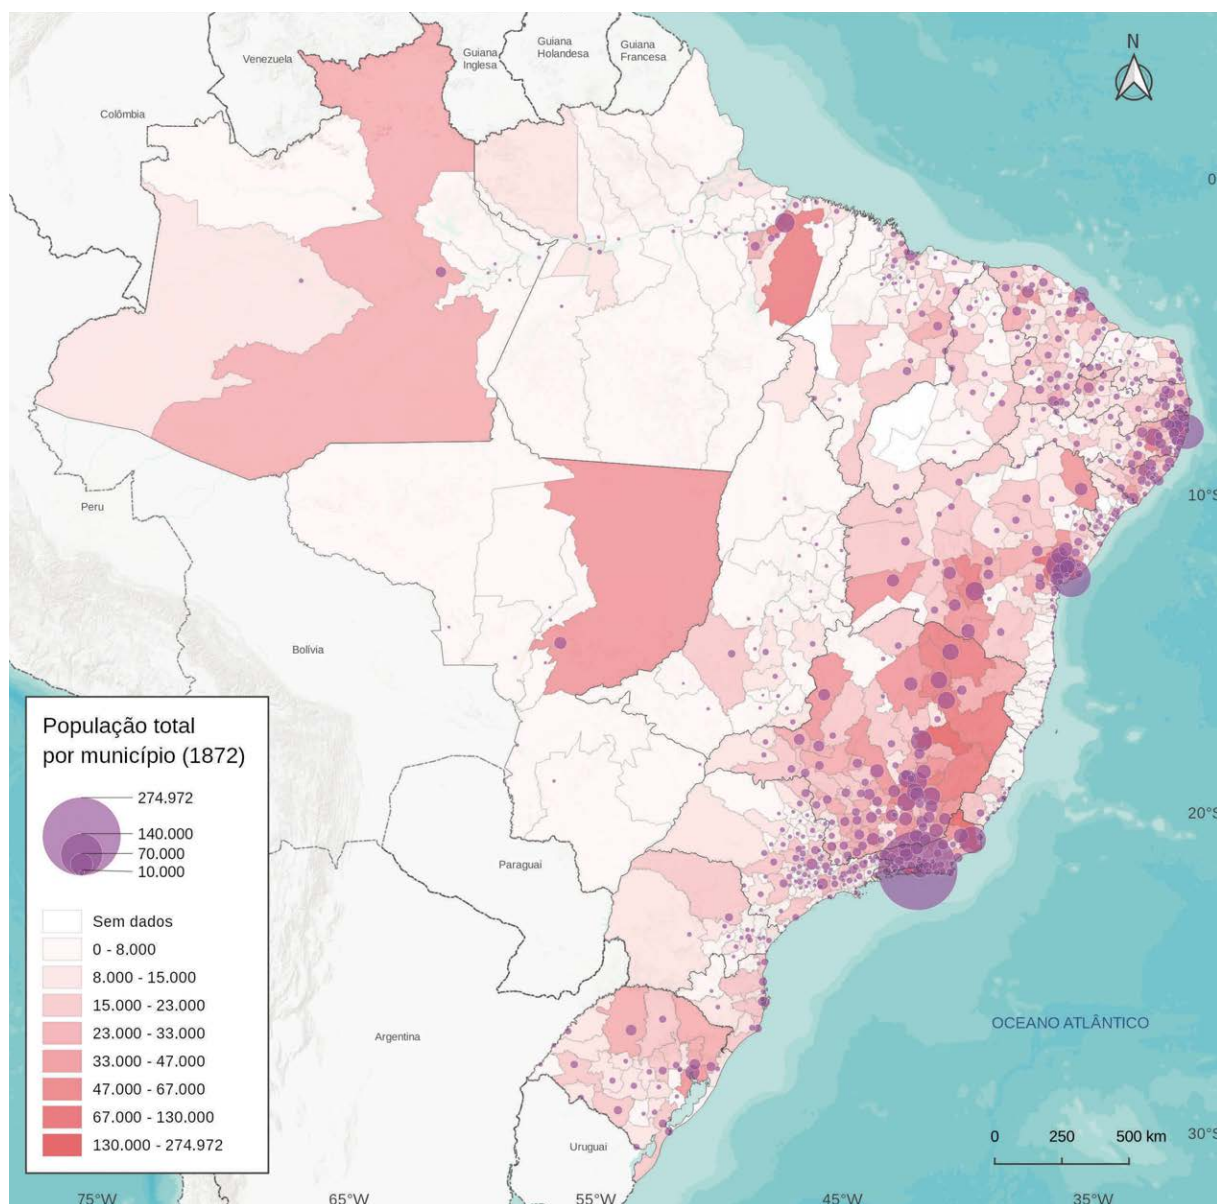 Venezuela
Guiana
Inglesa
Guiana
Holandesa
Guiana
Francesa
N
Colômbia
0
Peru
10°S
Bolívia
População total
por município (1872)
274.972
140.000
70.000
10.000
20°S
Paraguai
Sem dados
0 - 8.000
8.000 - 15.000
15.000 - 23.000
23.000 - 33.000
33.000 - 47.000
47.000 - 67.000
67.000 - 130.000
130.000 - 274.972
Argentina
OCEANO ATLÂNTICO
Uruguai
0 250 500 km
30°S
75°W 65°W 55°W 45°W 35°W